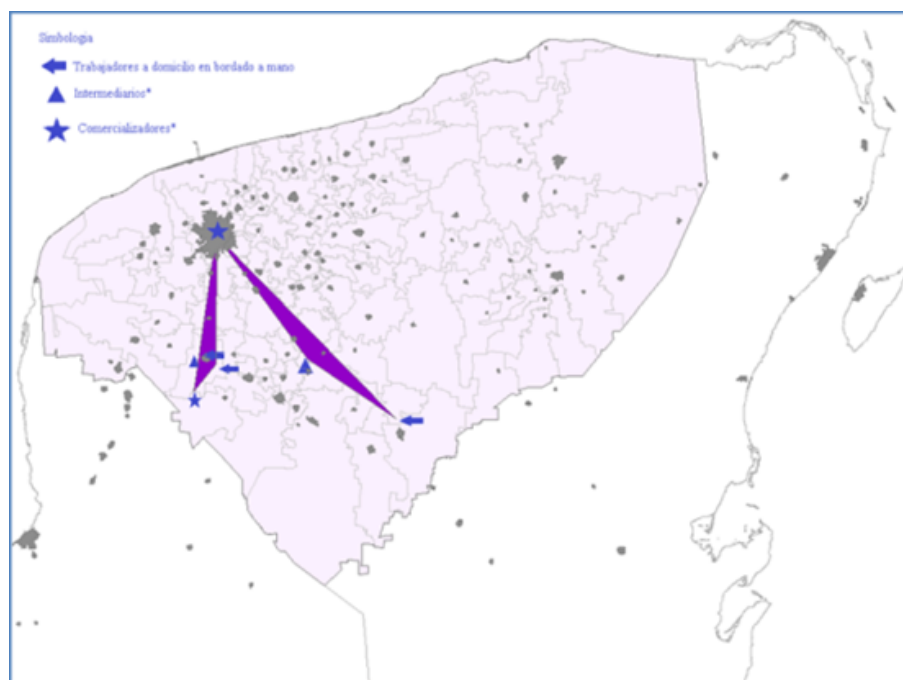 Simbologia
Trabajadores a domicilio en bordado a mano
Intermediarios*
Comercializadores*